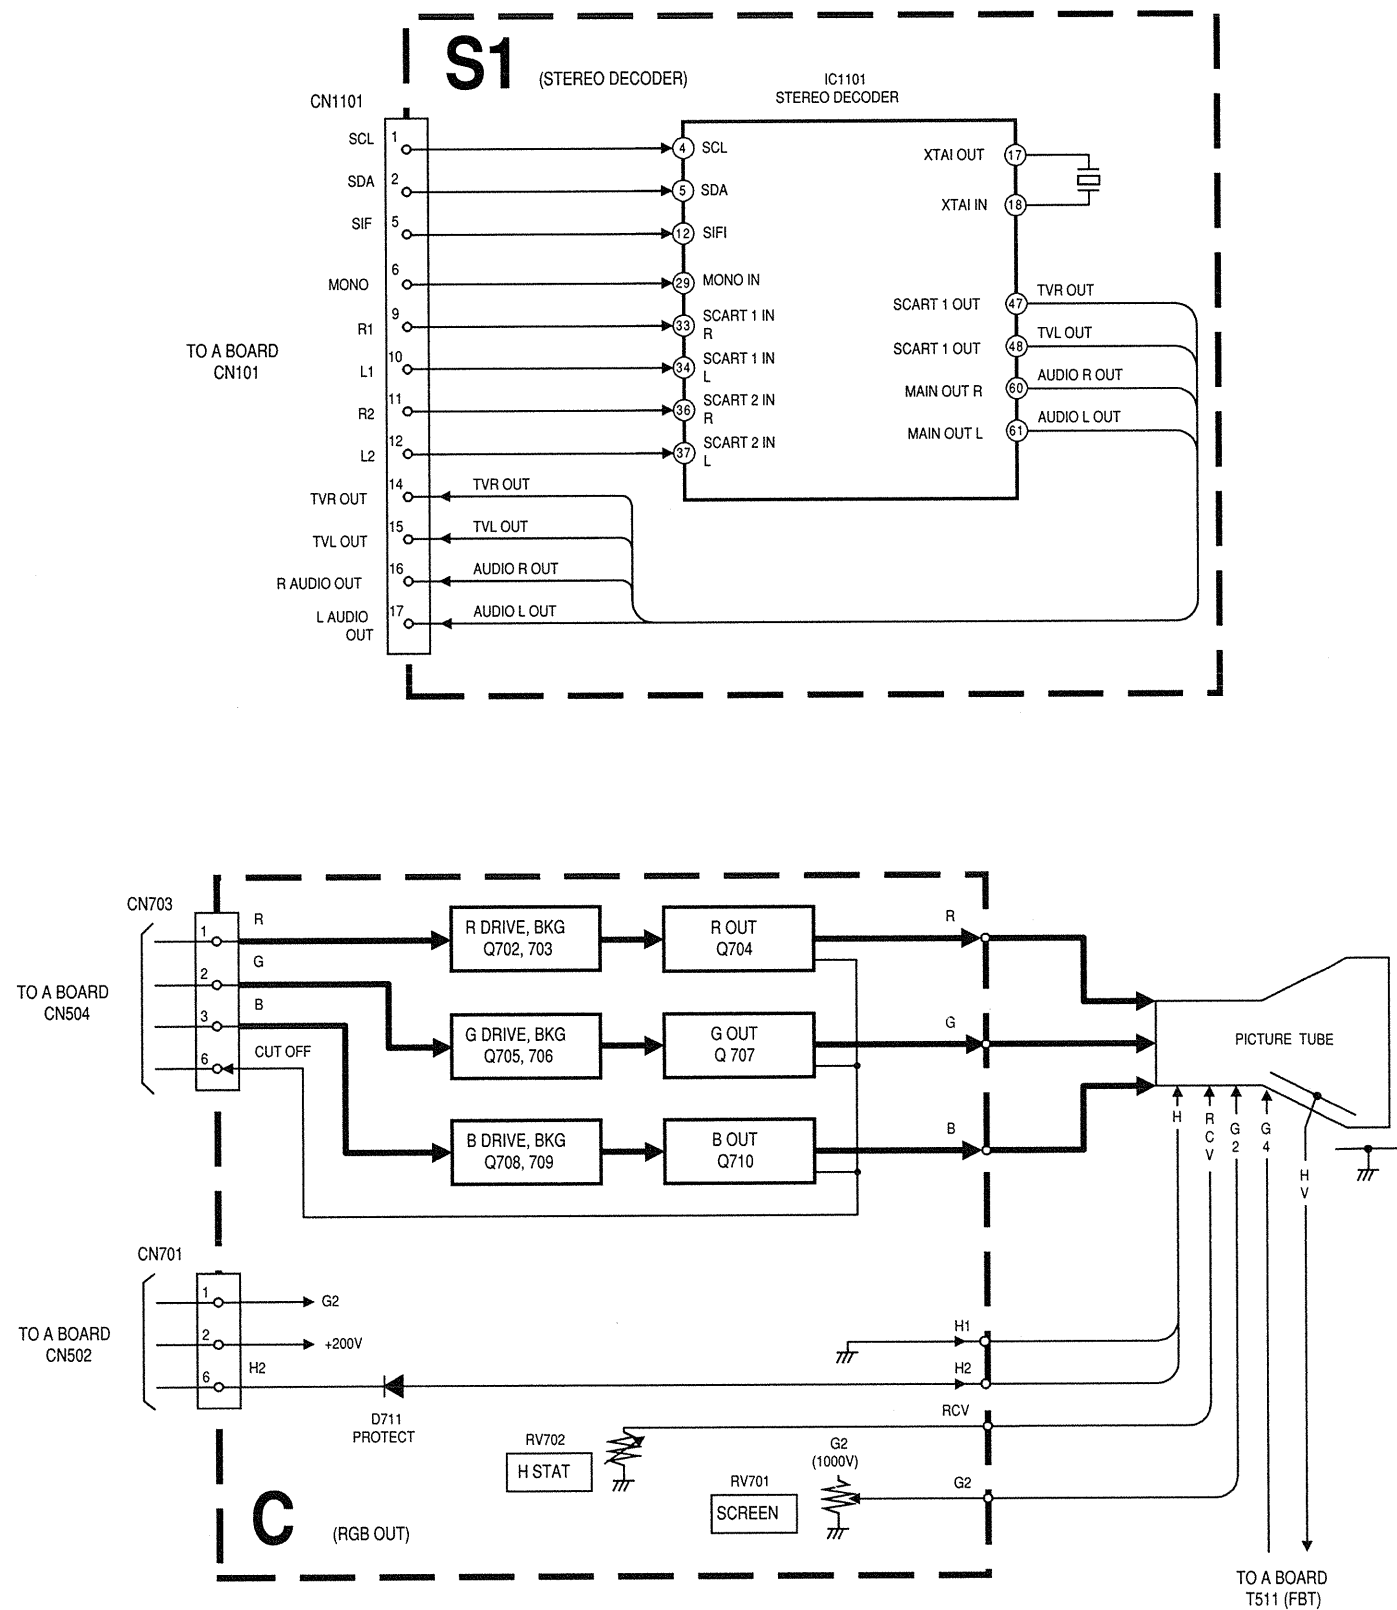 S1 (STEREO DECODER)
IC1101
STEREO DECODER
CN1101
SCL 1 4 SCL
SDA 2 5 SDA
SIF 5 12 SIFI
MONO 6 29 MONO IN
R1 9 33 SCART 1 IN
R
L1 10 34 SCART 1 IN
L
R2 11 36 SCART 2 IN
R
L2 12 37 SCART 2 IN
L
XTAI OUT 17
XTAI IN 18
SCART 1 OUT 47 TVR OUT
SCART 1 OUT 48 TVL OUT
MAIN OUT R 60 AUDIO R OUT
MAIN OUT L 61 AUDIO L OUT
TO A BOARD
CN101
TVR OUT 14 TVR OUT
TVL OUT 15 TVL OUT
R AUDIO OUT 16 AUDIO R OUT
L AUDIO
OUT
17 AUDIO L OUT
CN703
1 R
2 G
3 B
6 CUT OFF
TO A BOARD
CN504
R DRIVE, BKG
Q702, 703
R OUT
Q704
R
G DRIVE, BKG
Q705, 706
G OUT
Q 707
G
B DRIVE, BKG
Q708, 709
B OUT
Q710
B
PICTURE TUBE
H
RCV
G2
G4
HV
CN701
1 G2
2 +200V
6 H2
TO A BOARD
CN502
D711
PROTECT
H1
H2
RCV
RV702
H STAT
G2
(1000V)
RV701
SCREEN
G2
C (RGB OUT)
TO A BOARD
T511 (FBT)